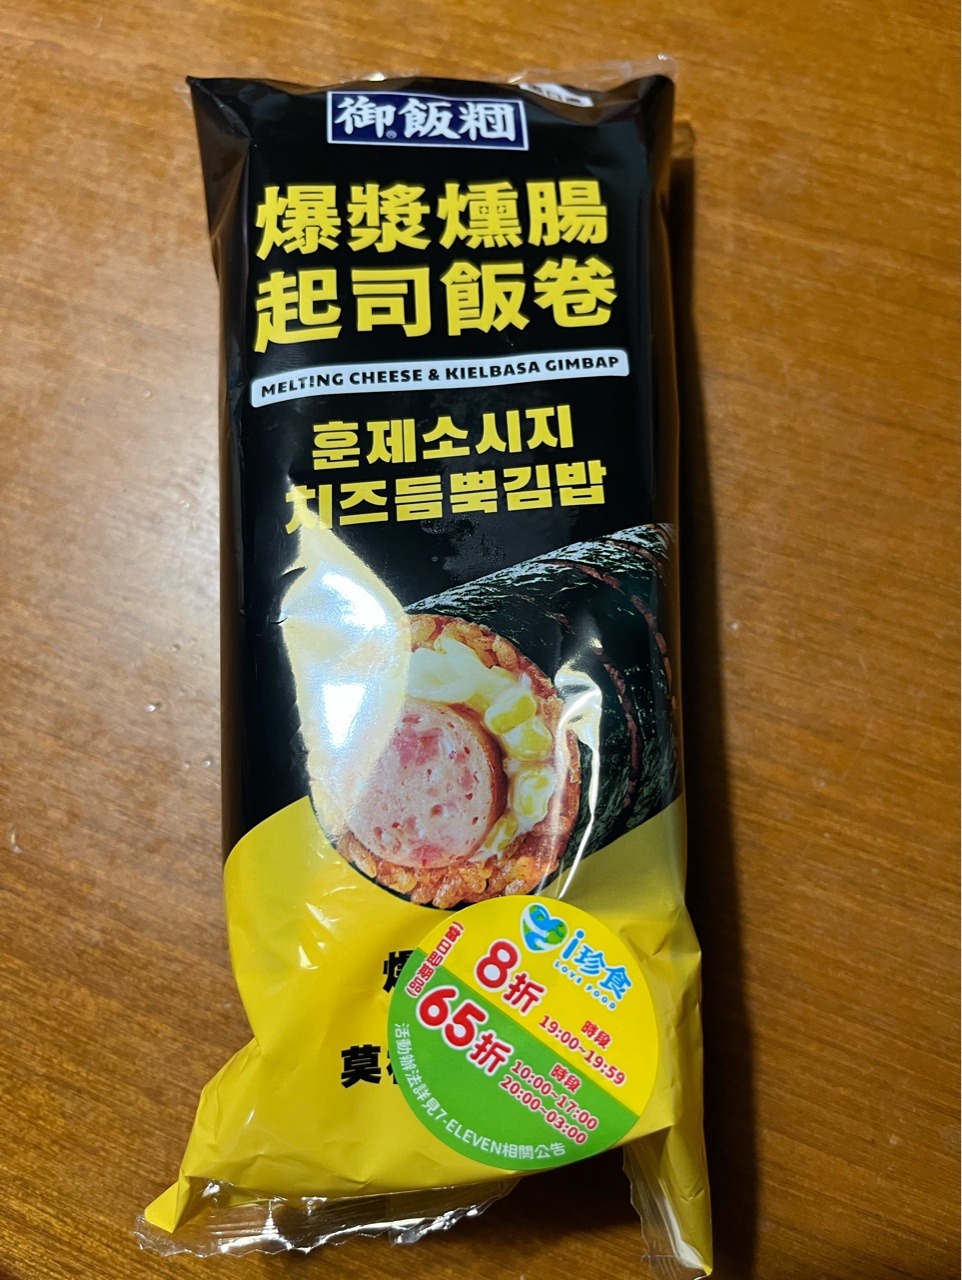 御®飯糰
爆漿燻腸
起司飯卷
MELTING CHEESE & KIELBASA GIMBAP
훈제소시지
치즈듬뿍김밥
i珍食
LOVE FOOD
8折
時段
19:00~19:59
65折
時段
10:00~17:00
20:00~03:00
活動辦法詳見7-ELEVEN相關公告
莫